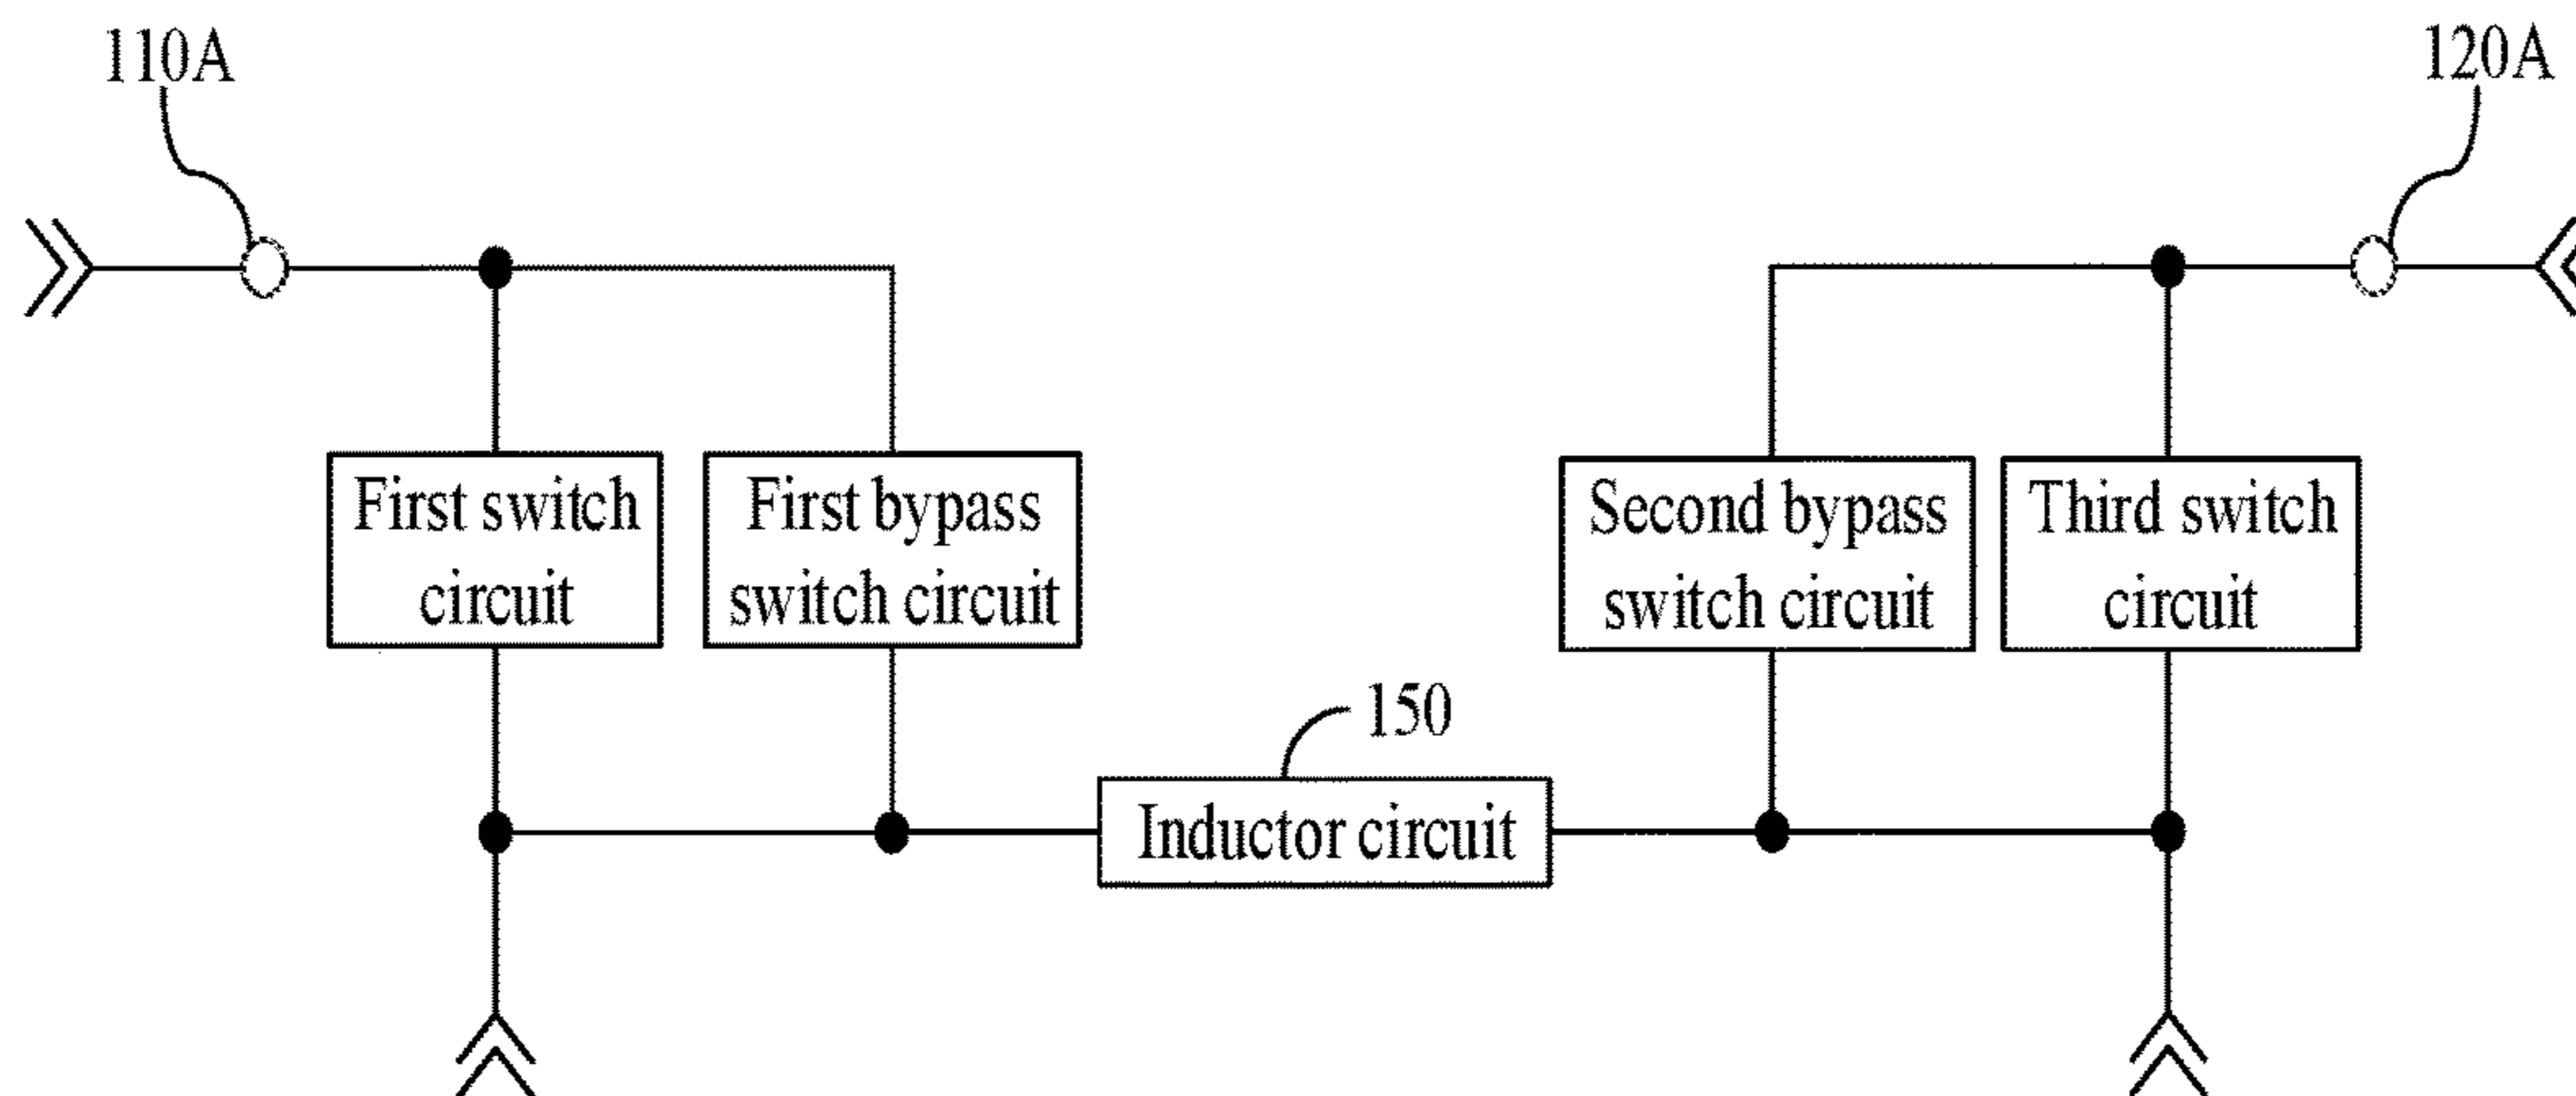 110A
120A
First switch
circuit
First bypass
switch circuit
Second bypass
switch circuit
Third switch
circuit
150
Inductor circuit